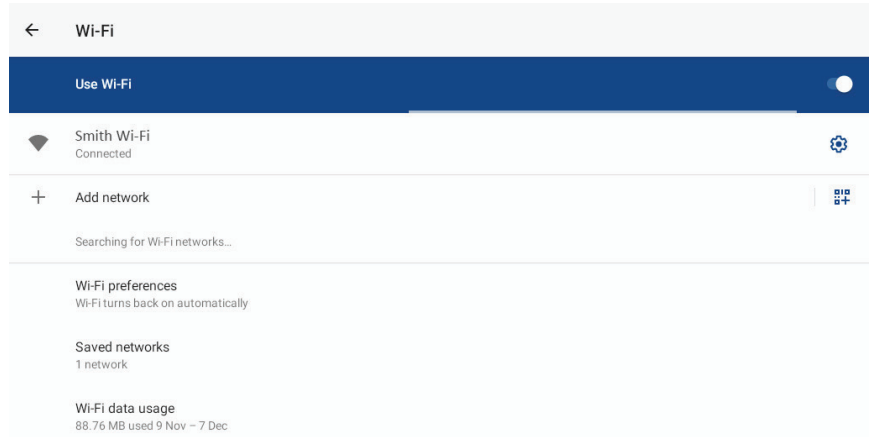 Wi-Fi
Use Wi-Fi
Smith Wi-Fi
Connected
Add network
Searching for Wi-Fi networks…
Wi-Fi preferences
Wi-Fi turns back on automatically
Saved networks
1 network
Wi-Fi data usage
88.76 MB used 9 Nov – 7 Dec